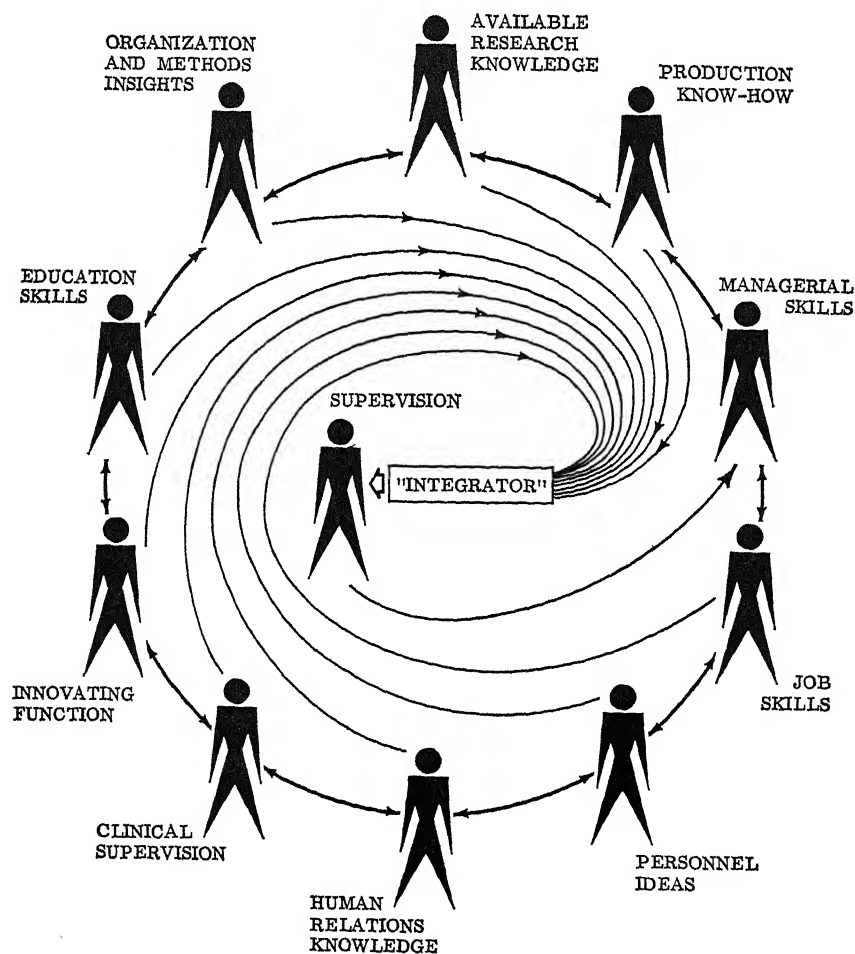 AVAILABLE
RESEARCH
KNOWLEDGE
ORGANIZATION
AND METHODS
INSIGHTS
PRODUCTION
KNOW-HOW
EDUCATION
SKILLS
MANAGERIAL
SKILLS
SUPERVISION
"INTEGRATOR"
INNOVATING
FUNCTION
JOB
SKILLS
CLINICAL
SUPERVISION
PERSONNEL
IDEAS
HUMAN
RELATIONS
KNOWLEDGE